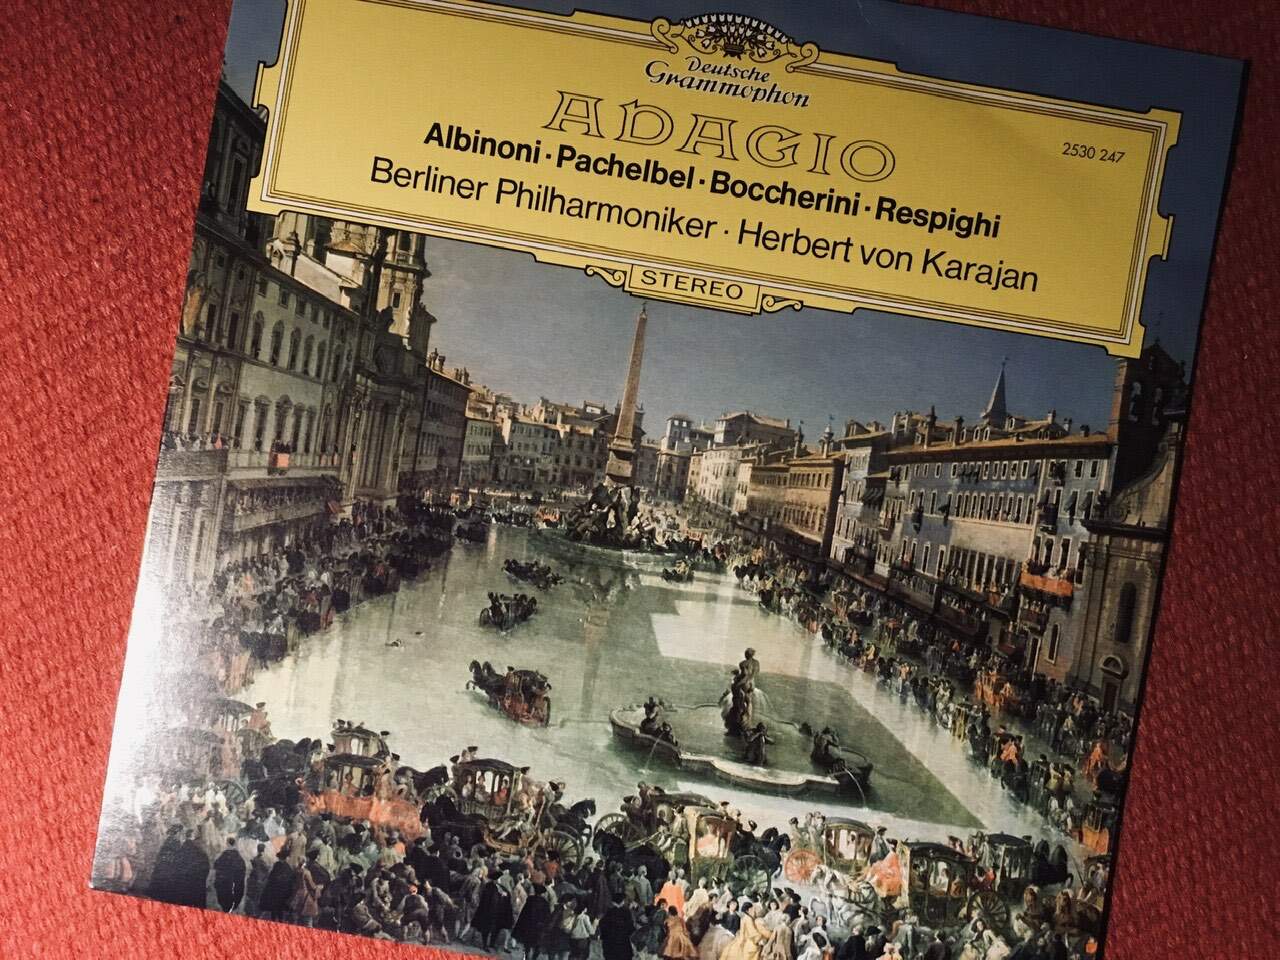 Deutsche
Grammophon
ADAGIO
2530 247
Albinoni · Pachelbel · Boccherini · Respighi
Berliner Philharmoniker · Herbert von Karajan
STEREO